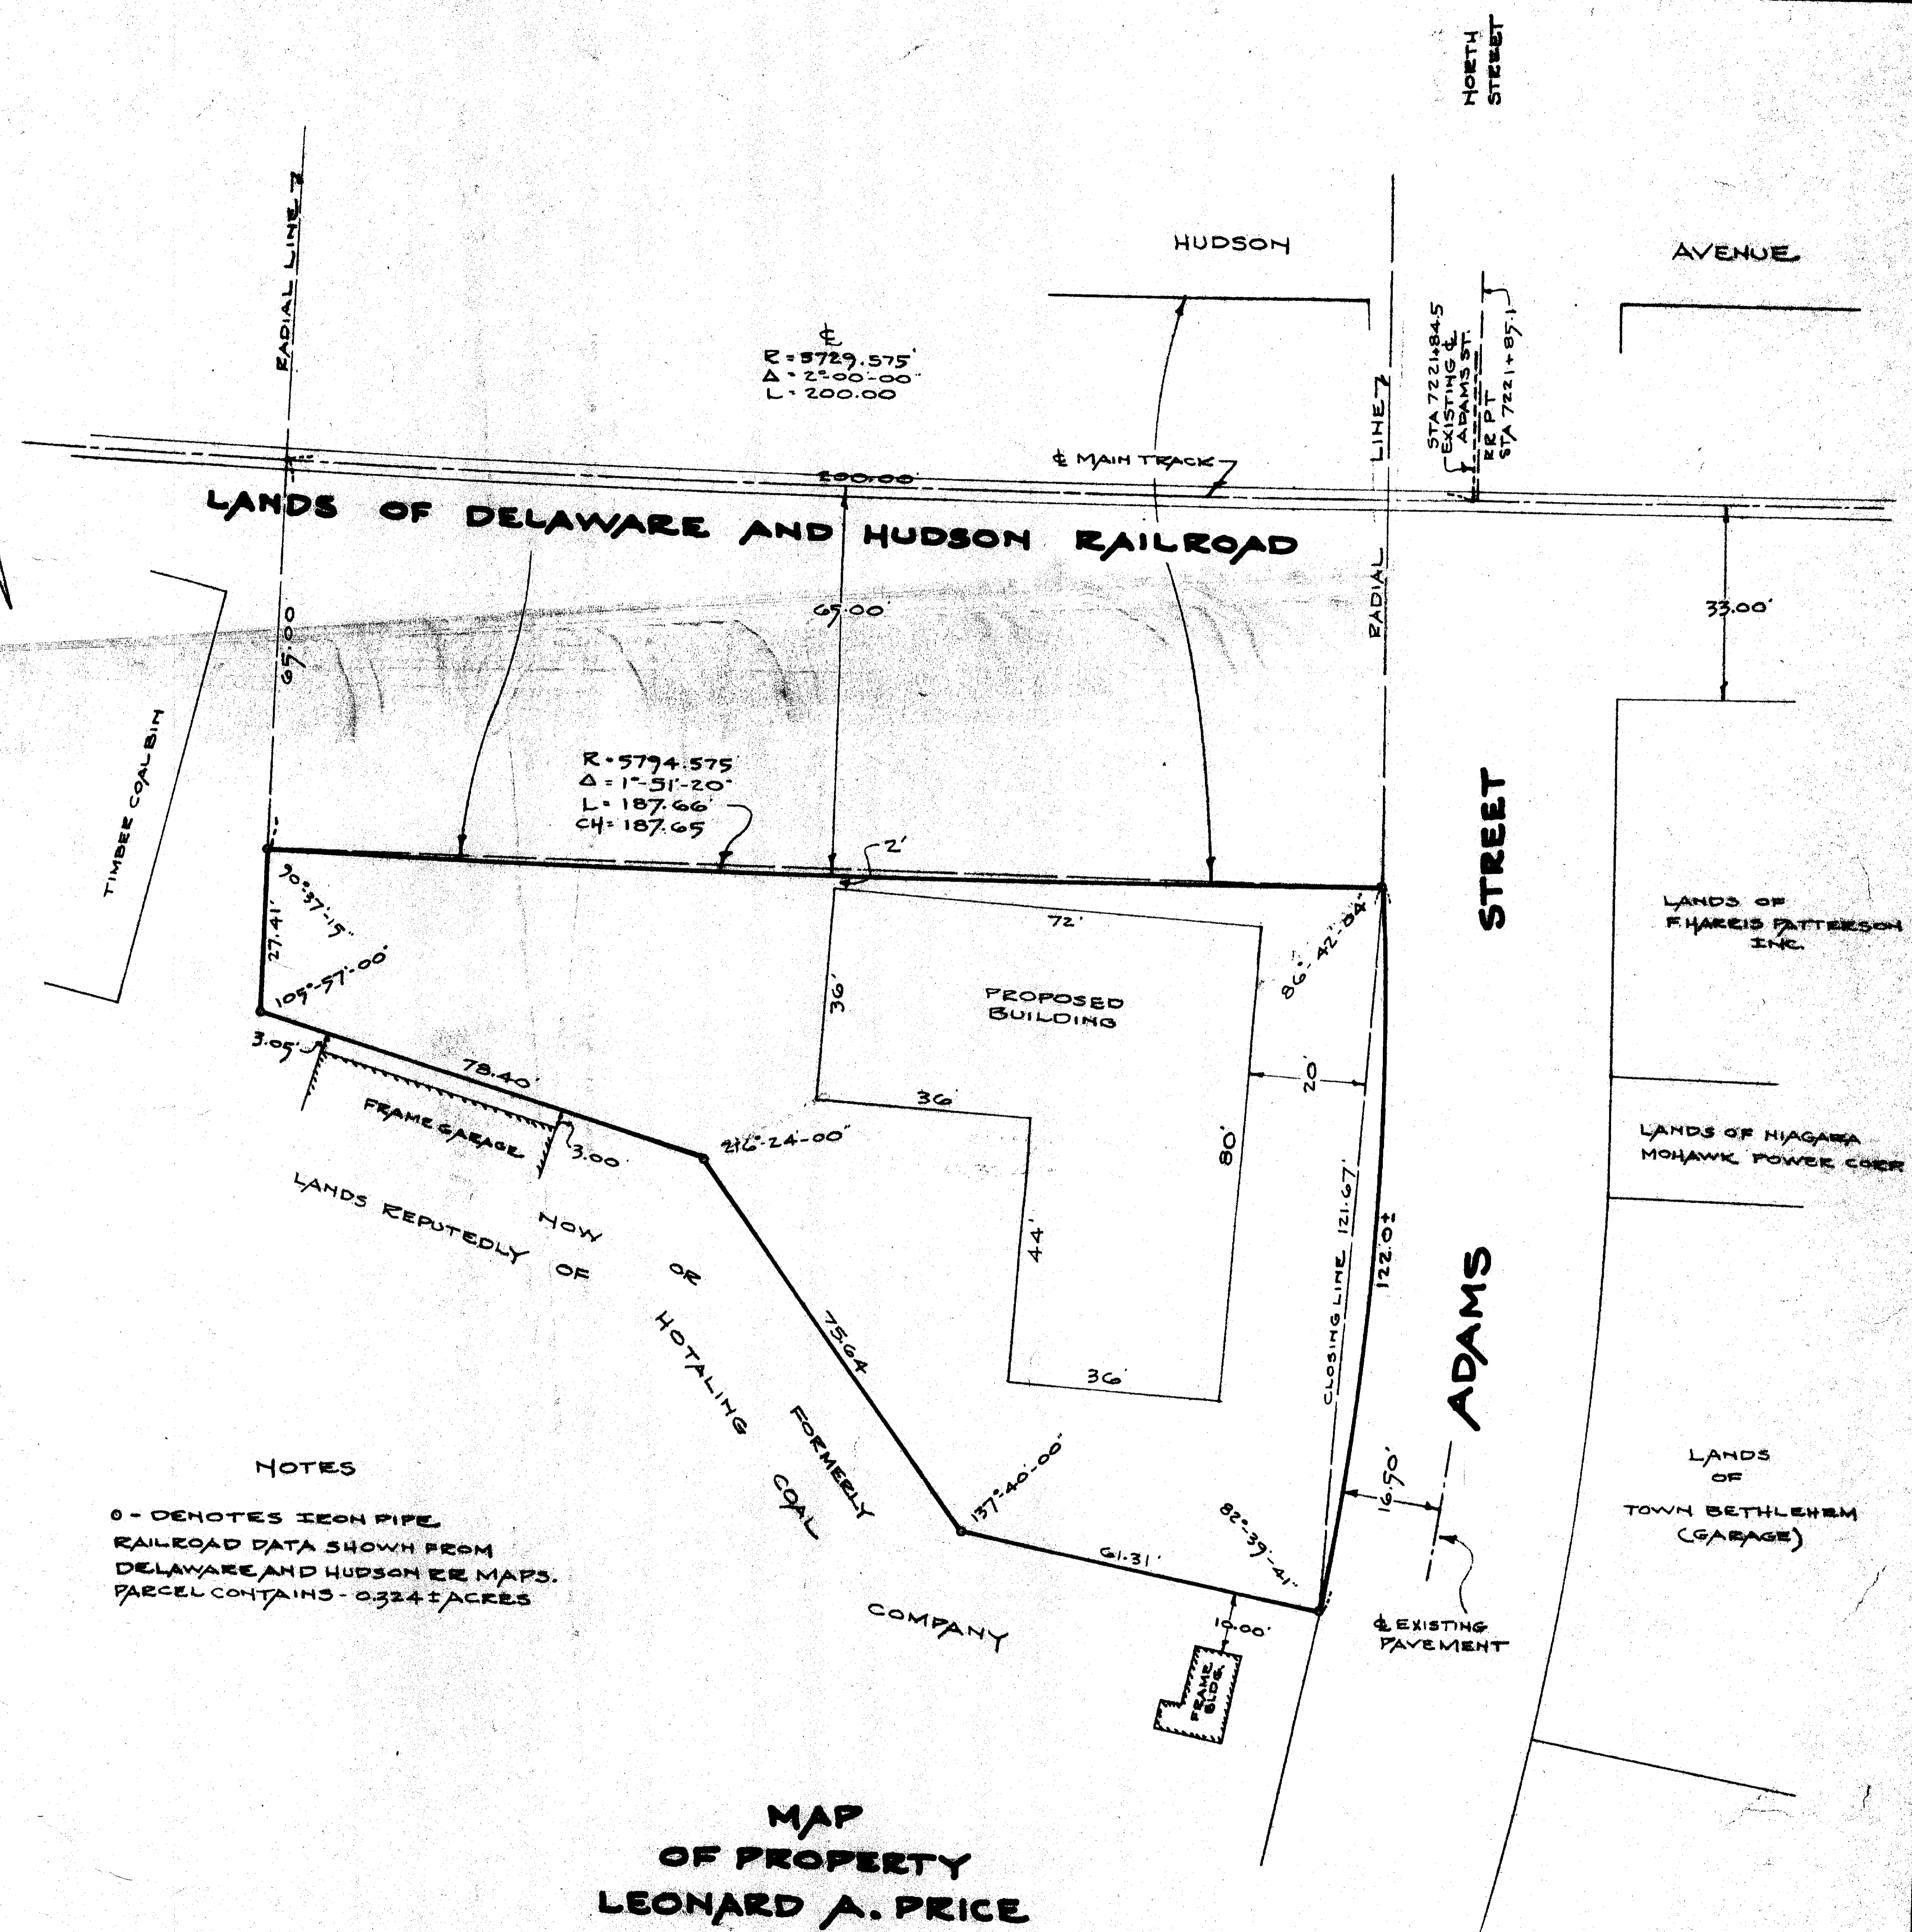 NORTH
STREET
RADIAL LINE
HUDSON
AVENUE
℄
R = 5729.575'
Δ = 2°-00'-00"
L = 200.00
STA 7221+84.5
EXISTING ℄
ADAMS ST.
RR PT
STA 7221+85.1
RADIAL LINE
℄ MAIN TRACK
200.00'
LANDS OF DELAWARE AND HUDSON RAILROAD
65.00
65.00'
33.00'
TIMBER COAL BIN
R = 5794.575'
Δ = 1°-51'-20"
L = 187.66'
CH = 187.65
2'
90°-37'-15"
27.41'
105°-57'-00"
72'
86°-42'-04"
36'
PROPOSED
BUILDING
STREET
LANDS OF
F. HARRIS PATTERSON
INC.
3.05'
78.40'
FRAME GARAGE
3.00'
216°-24'-00"
36'
20'
80'
44'
36'
CLOSING LINE 121.67'
122.0±
LANDS OF NIAGARA
MOHAWK POWER CORP
LANDS REPUTEDLY OF
NOW OR FORMERLY
HOTALING COAL
COMPANY
75.64
ADAMS
137°-40'-00"
61.31'
82°-39'-41"
16.50'
LANDS
OF
TOWN BETHLEHEM
(GARAGE)
℄ EXISTING
PAVEMENT
10.00'
FRAME
BLDG.
NOTES
O - DENOTES IRON PIPE
RAILROAD DATA SHOWN FROM
DELAWARE AND HUDSON RR MAPS.
PARCEL CONTAINS - 0.324± ACRES
MAP
OF PROPERTY
LEONARD A. PRICE